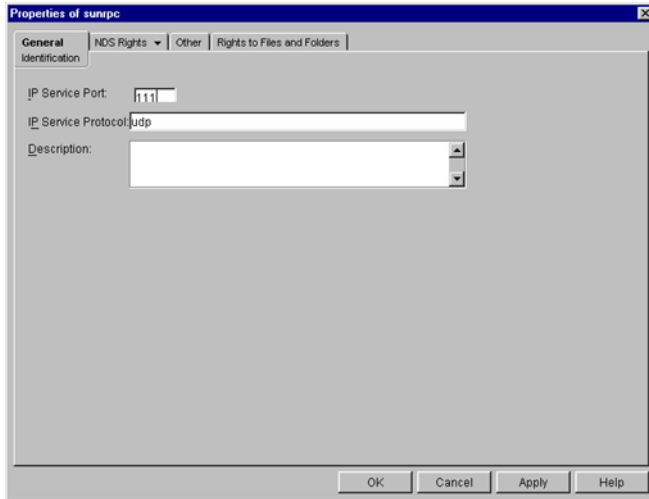 Properties of sunrpc
General
NDS Rights
Other
Rights to Files and Folders
Identification
IP Service Port:
111
IP Service Protocol:
udp
Description:
OK
Cancel
Apply
Help